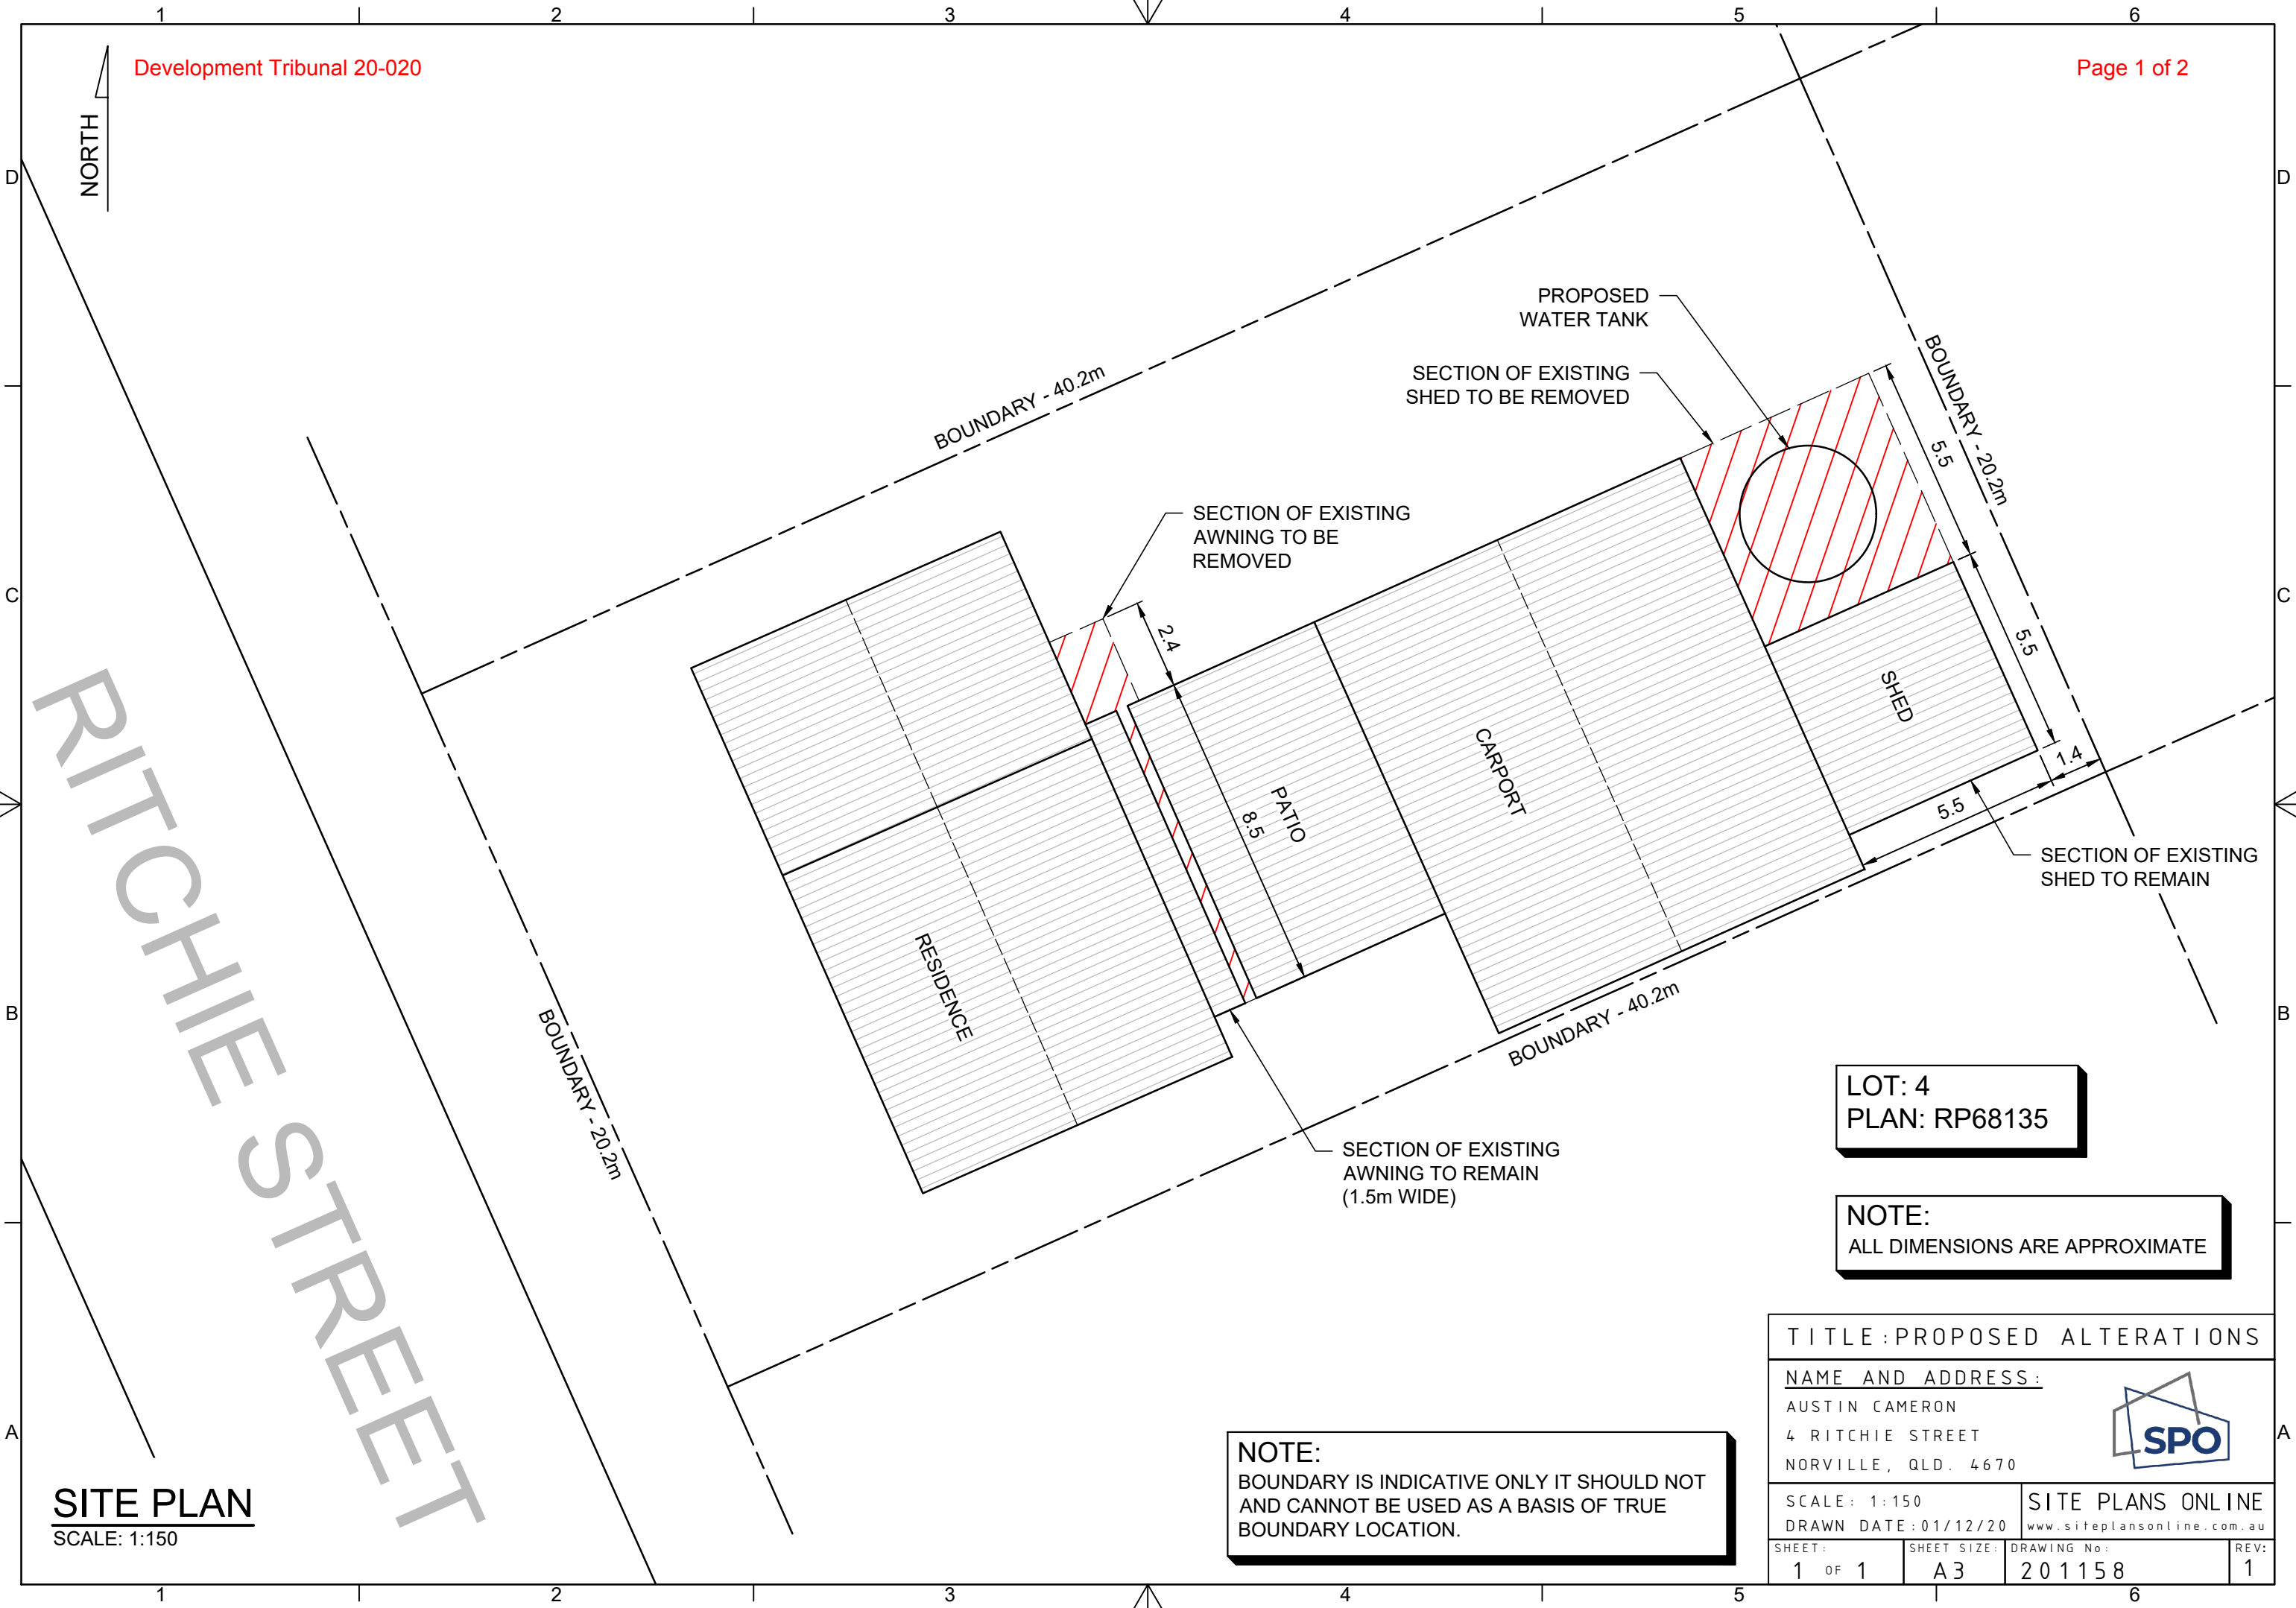 1 2 3 4 5 6
Development Tribunal 20-020
Page 1 of 2
NORTH
D
D
PROPOSED
WATER TANK
SECTION OF EXISTING
SHED TO BE REMOVED
BOUNDARY - 40.2m
BOUNDARY - 20.2m
5.5
SECTION OF EXISTING
AWNING TO BE
REMOVED
C
C
2.4
5.5
SHED
1.4
5.5
CARPORT
PATIO
8.5
SECTION OF EXISTING
SHED TO REMAIN
RITCHIE STREET
RESIDENCE
B
B
BOUNDARY - 20.2m
BOUNDARY - 40.2m
LOT: 4
PLAN: RP68135
SECTION OF EXISTING
AWNING TO REMAIN
(1.5m WIDE)
NOTE:
ALL DIMENSIONS ARE APPROXIMATE
A
A
SITE PLAN
SCALE: 1:150
NOTE:
BOUNDARY IS INDICATIVE ONLY IT SHOULD NOT
AND CANNOT BE USED AS A BASIS OF TRUE
BOUNDARY LOCATION.
TITLE:PROPOSED ALTERATIONS
NAME AND ADDRESS:
AUSTIN CAMERON
4 RITCHIE STREET
NORVILLE, QLD. 4670
SPO
SCALE: 1:150
DRAWN DATE:01/12/20
SITE PLANS ONLINE
www.siteplansonline.com.au
SHEET:
1 OF 1
SHEET SIZE:
A3
DRAWING No:
201158
REV:
1
1 2 3 4 5 6